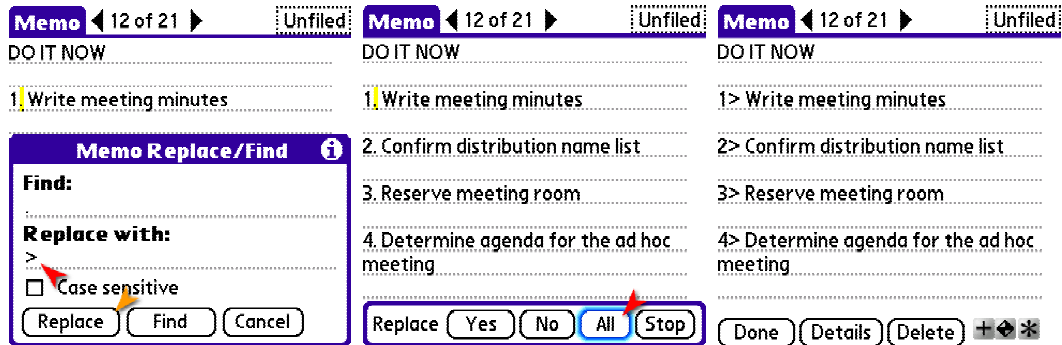 Memo 12 of 21 Unfiled
DO IT NOW
1. Write meeting minutes
Memo Replace/Find
Find:
.
Replace with:
>
Case sensitive
Replace Find Cancel
Memo 12 of 21 Unfiled
DO IT NOW
1. Write meeting minutes
2. Confirm distribution name list
3. Reserve meeting room
4. Determine agenda for the ad hoc
meeting
Replace Yes No All Stop
Memo 12 of 21 Unfiled
DO IT NOW
1> Write meeting minutes
2> Confirm distribution name list
3> Reserve meeting room
4> Determine agenda for the ad hoc
meeting
Done Details Delete